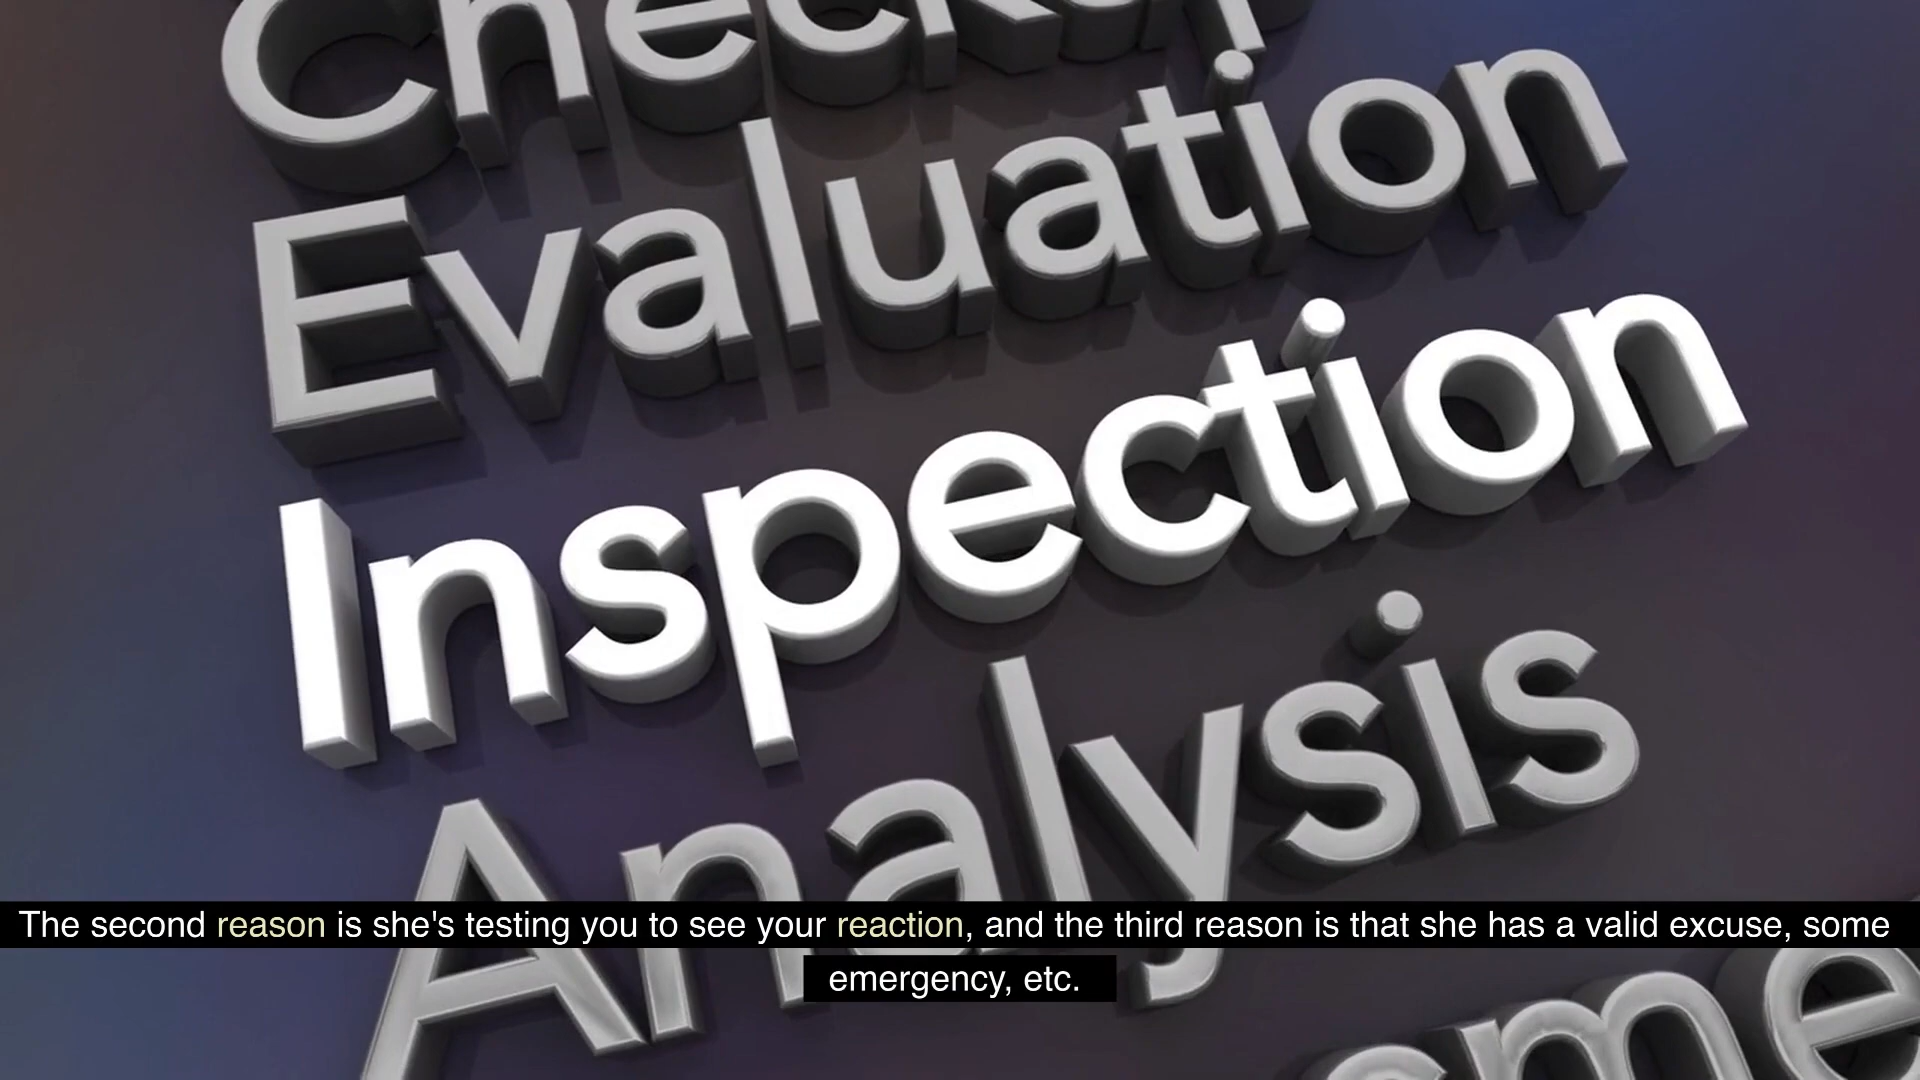 Checkup
Evaluation
Inspection
Analysis
The second reason is she's testing you to see your reaction, and the third reason is that she has a valid excuse, some
emergency, etc.